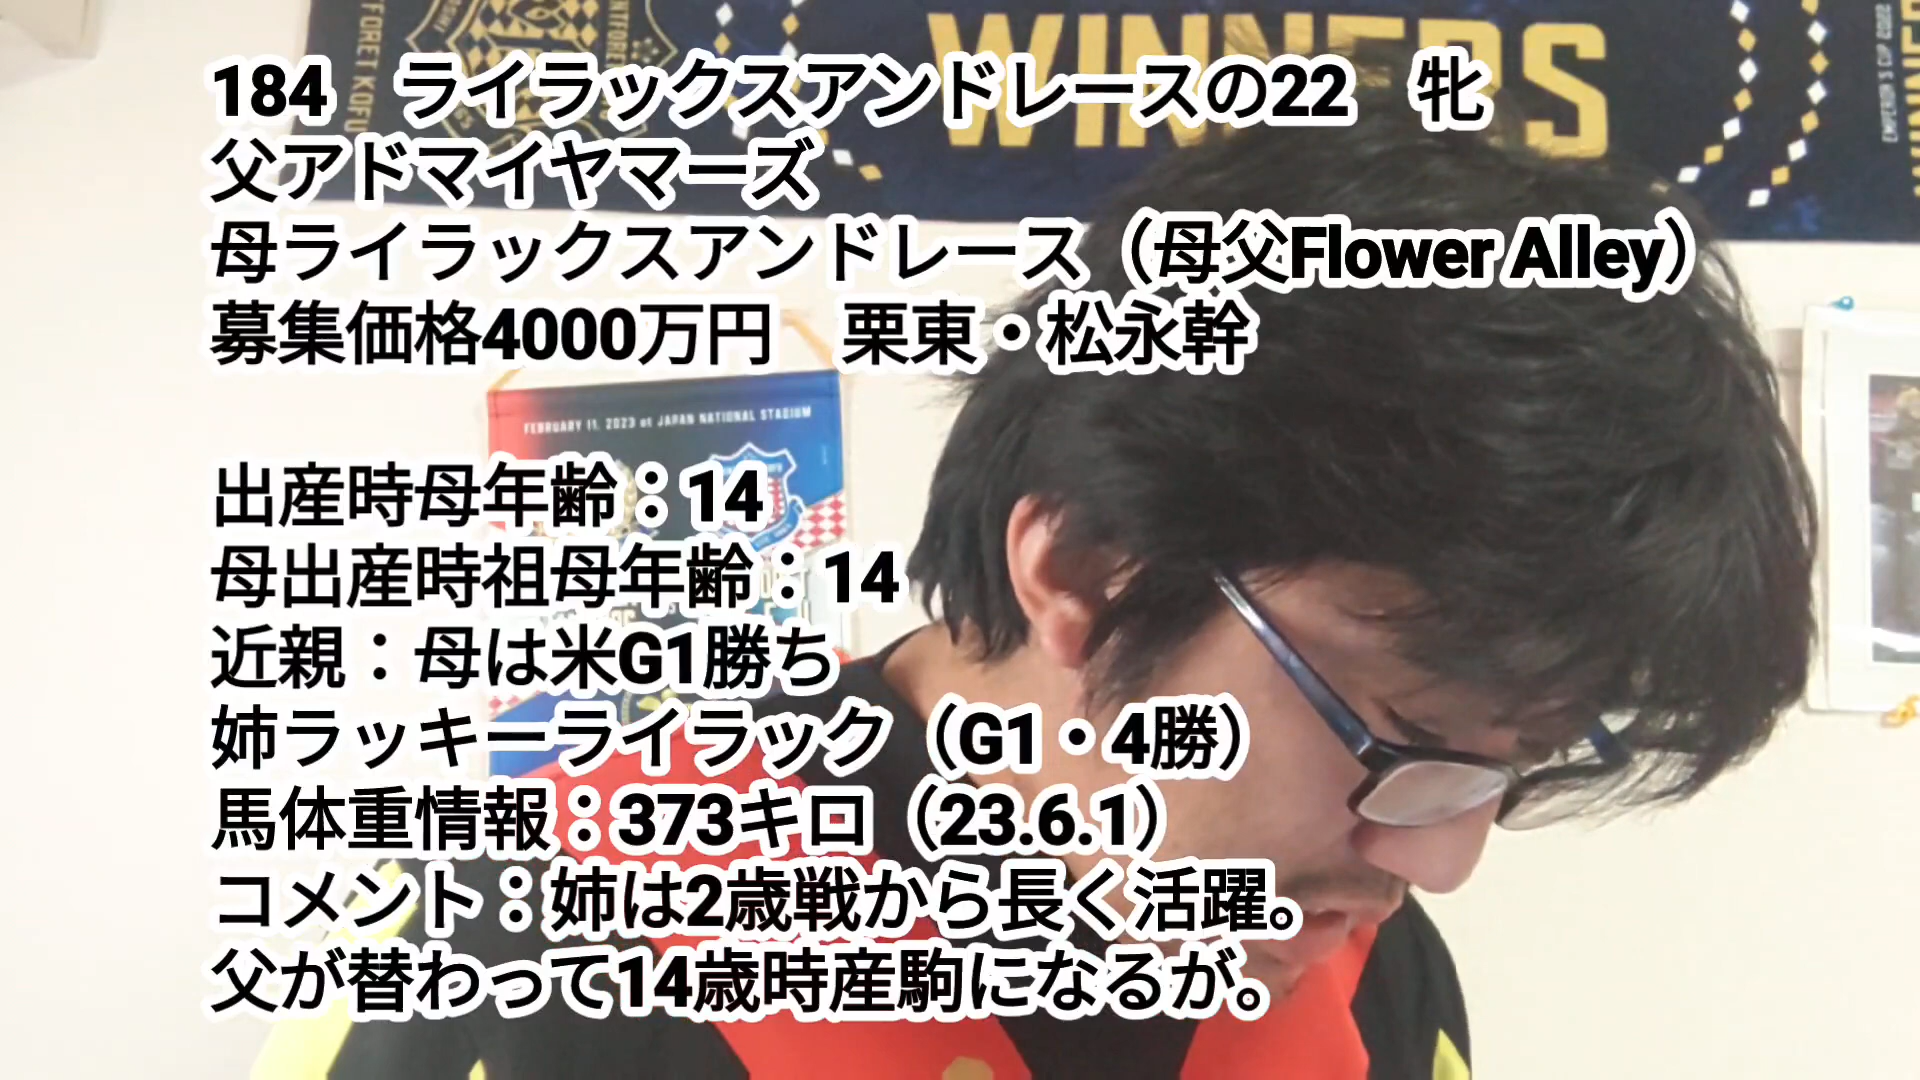 FORET KOFU
WINNERS
EMPEROR'S CUP 2022
184　ライラックスアンドレースの22　牝
父アドマイヤマーズ
母ライラックスアンドレース（母父Flower Alley）
募集価格4000万円　栗東・松永幹
FEBRUARY 11, 2023 at JAPAN NATIONAL STADIUM
出産時母年齢：14
母出産時祖母年齢：14
近親：母は米G1勝ち
姉ラッキーライラック（G1・4勝）
馬体重情報：373キロ（23.6.1）
コメント：姉は2歳戦から長く活躍。
父が替わって14歳時産駒になるが。